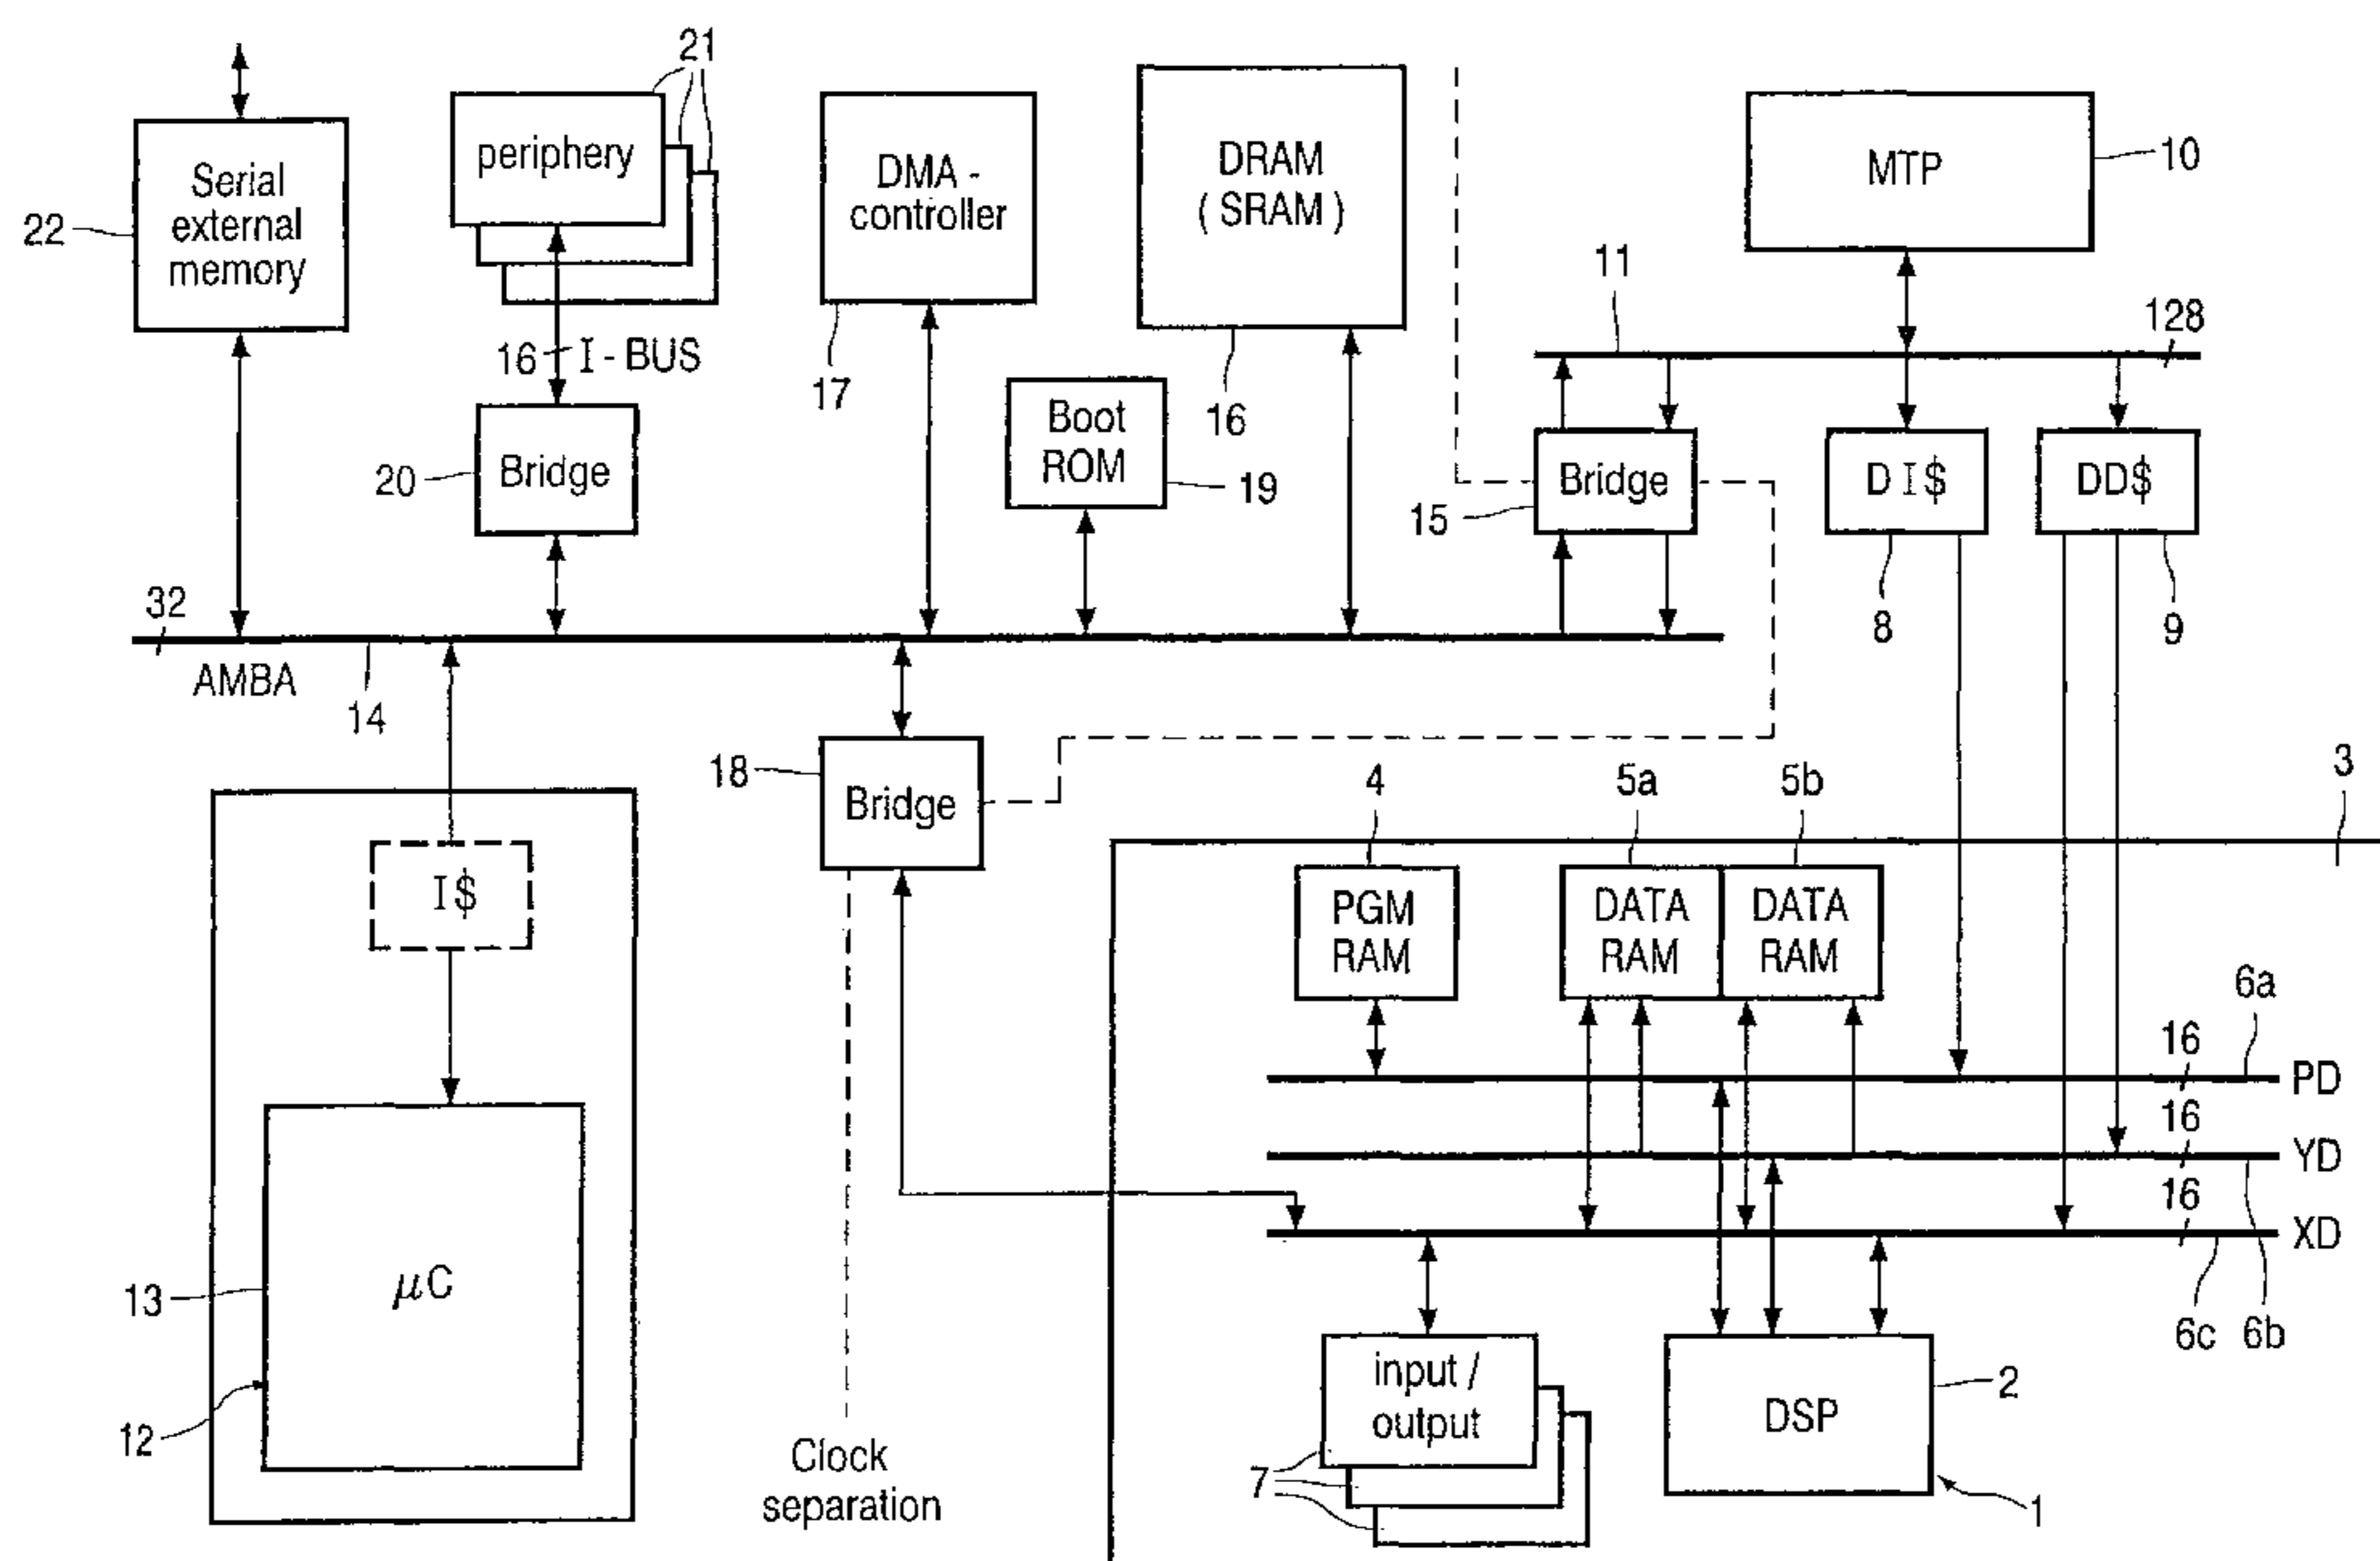 21
periphery
Serial
external
memory
22
DMA -
controller
17
DRAM
( SRAM )
16
MTP
10
11
128
16
I - BUS
Boot
ROM
19
20
Bridge
15
Bridge
D I $
DD$
8
9
32
AMBA
14
18
Bridge
3
4
5a
5b
I $
PGM
RAM
DATA
RAM
DATA
RAM
6a
16
PD
16
YD
16
XD
6c
6b
13
μC
12
input /
output
7
DSP
2
1
Clock
separation